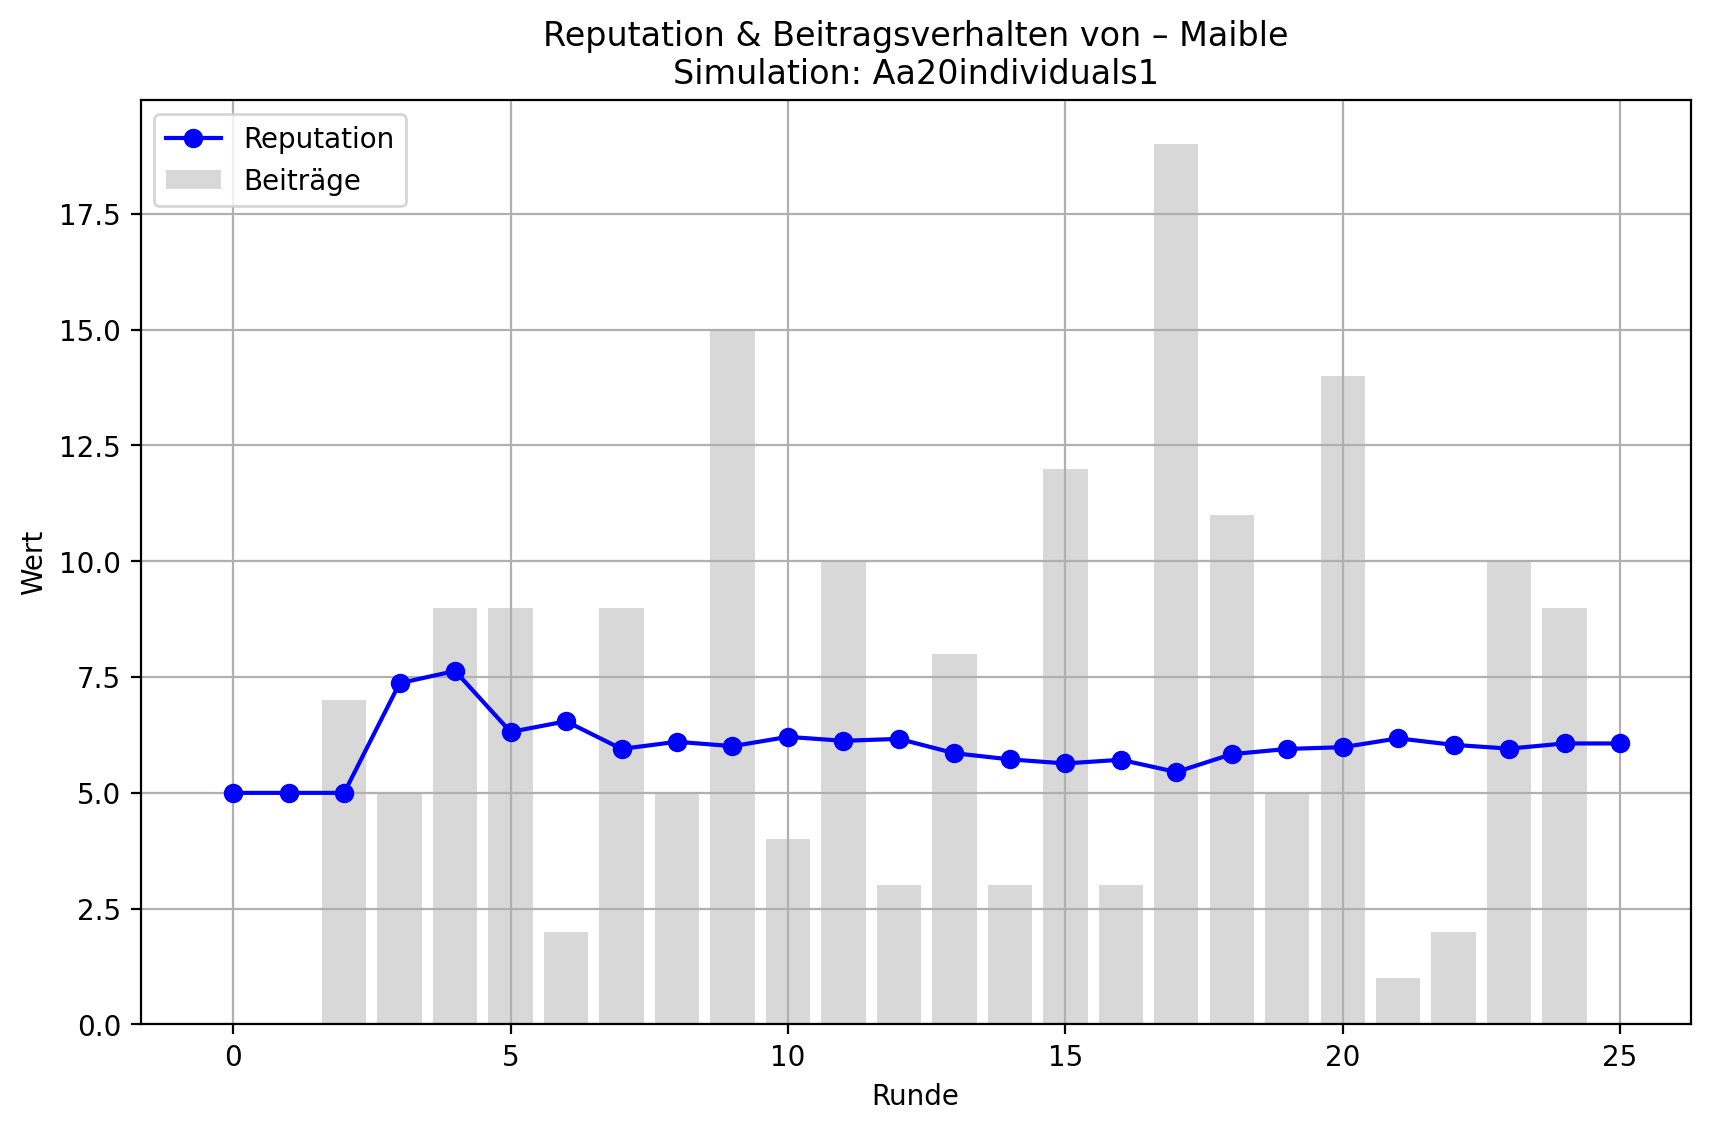 Reputation & Beitragsverhalten von – Maible
Simulation: Aa20individuals1
Reputation
Beiträge
Wert
17.5
15.0
12.5
10.0
7.5
5.0
2.5
0.0
0 5 10 15 20 25
Runde